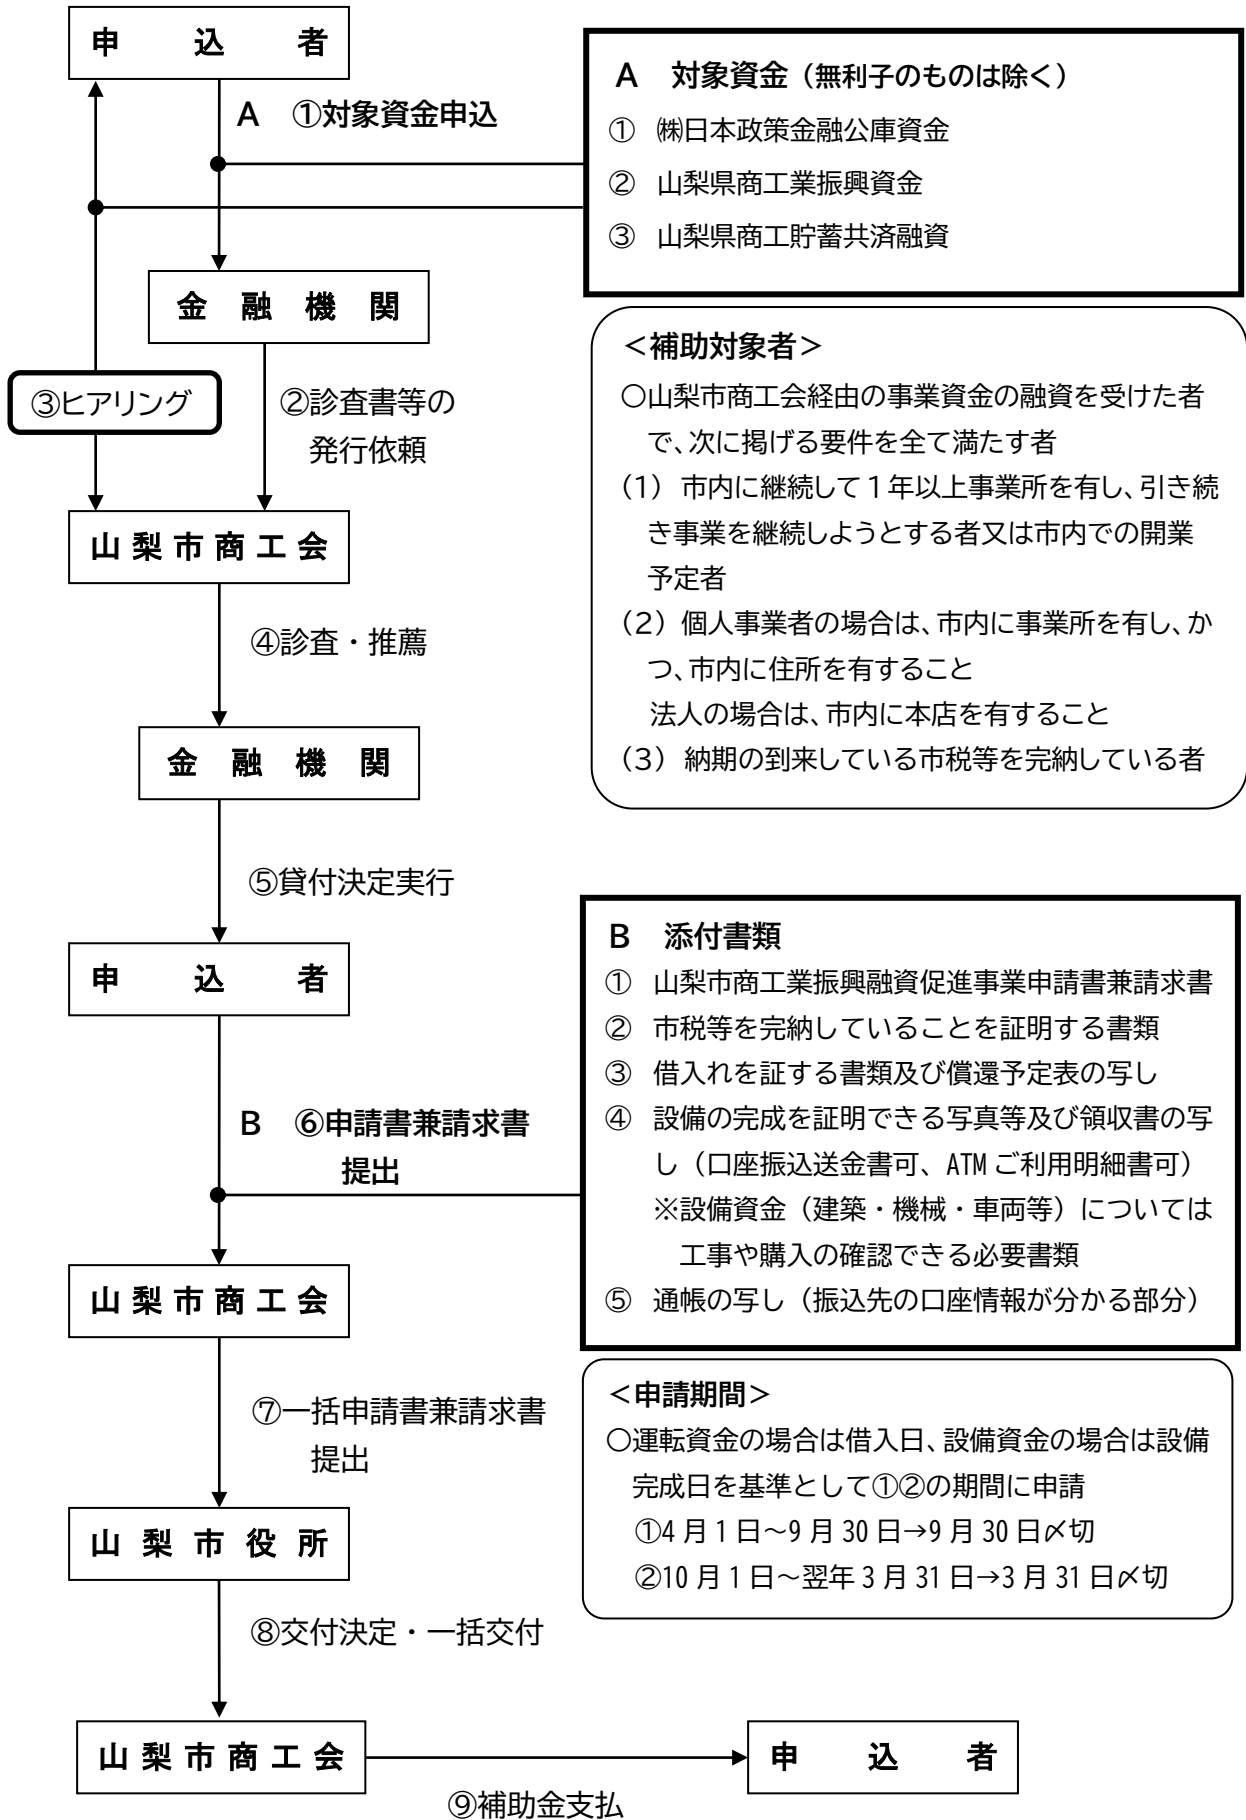 申込者
A ①対象資金申込
A 対象資金（無利子のものは除く）
① ㈱日本政策金融公庫資金
② 山梨県商工業振興資金
③ 山梨県商工貯蓄共済融資
金融機関
③ヒアリング
②診査書等の
発行依頼
＜補助対象者＞
〇山梨市商工会経由の事業資金の融資を受けた者
で、次に掲げる要件を全て満たす者
（1） 市内に継続して１年以上事業所を有し、引き続
き事業を継続しようとする者又は市内での開業
予定者
（2） 個人事業者の場合は、市内に事業所を有し、か
つ、市内に住所を有すること
法人の場合は、市内に本店を有すること
（3） 納期の到来している市税等を完納している者
山梨市商工会
④診査・推薦
金融機関
⑤貸付決定実行
申込者
B ⑥申請書兼請求書
提出
B 添付書類
① 山梨市商工業振興融資促進事業申請書兼請求書
② 市税等を完納していることを証明する書類
③ 借入れを証する書類及び償還予定表の写し
④ 設備の完成を証明できる写真等及び領収書の写
し（口座振込送金書可、ATMご利用明細書可）
※設備資金（建築・機械・車両等）については
工事や購入の確認できる必要書類
⑤ 通帳の写し（振込先の口座情報が分かる部分）
山梨市商工会
⑦一括申請書兼請求書
提出
＜申請期間＞
〇運転資金の場合は借入日、設備資金の場合は設備
完成日を基準として①②の期間に申請
①4月1日～9月30日→9月30日〆切
②10月1日～翌年3月31日→3月31日〆切
山梨市役所
⑧交付決定・一括交付
山梨市商工会
申込者
⑨補助金支払